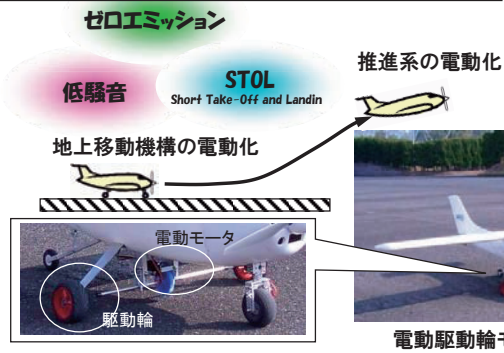 ゼロエミッション
低騒音
STOL
Short Take-Off and Landin
推進系の電動化
地上移動機構の電動化
電動モータ
駆動輪
電動駆動輪